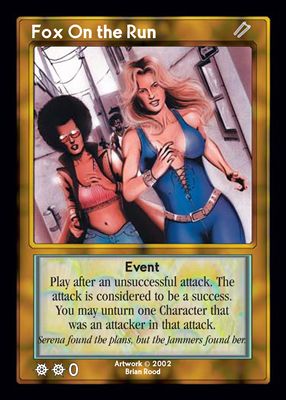 Fox On the Run
Event
Play after an unsuccessful attack. The
attack is considered to be a success.
You may unturn one Character that
was an attacker in that attack.
Serena found the plans, but the Jammers found her.
0
Artwork © 2002
Brian Rood